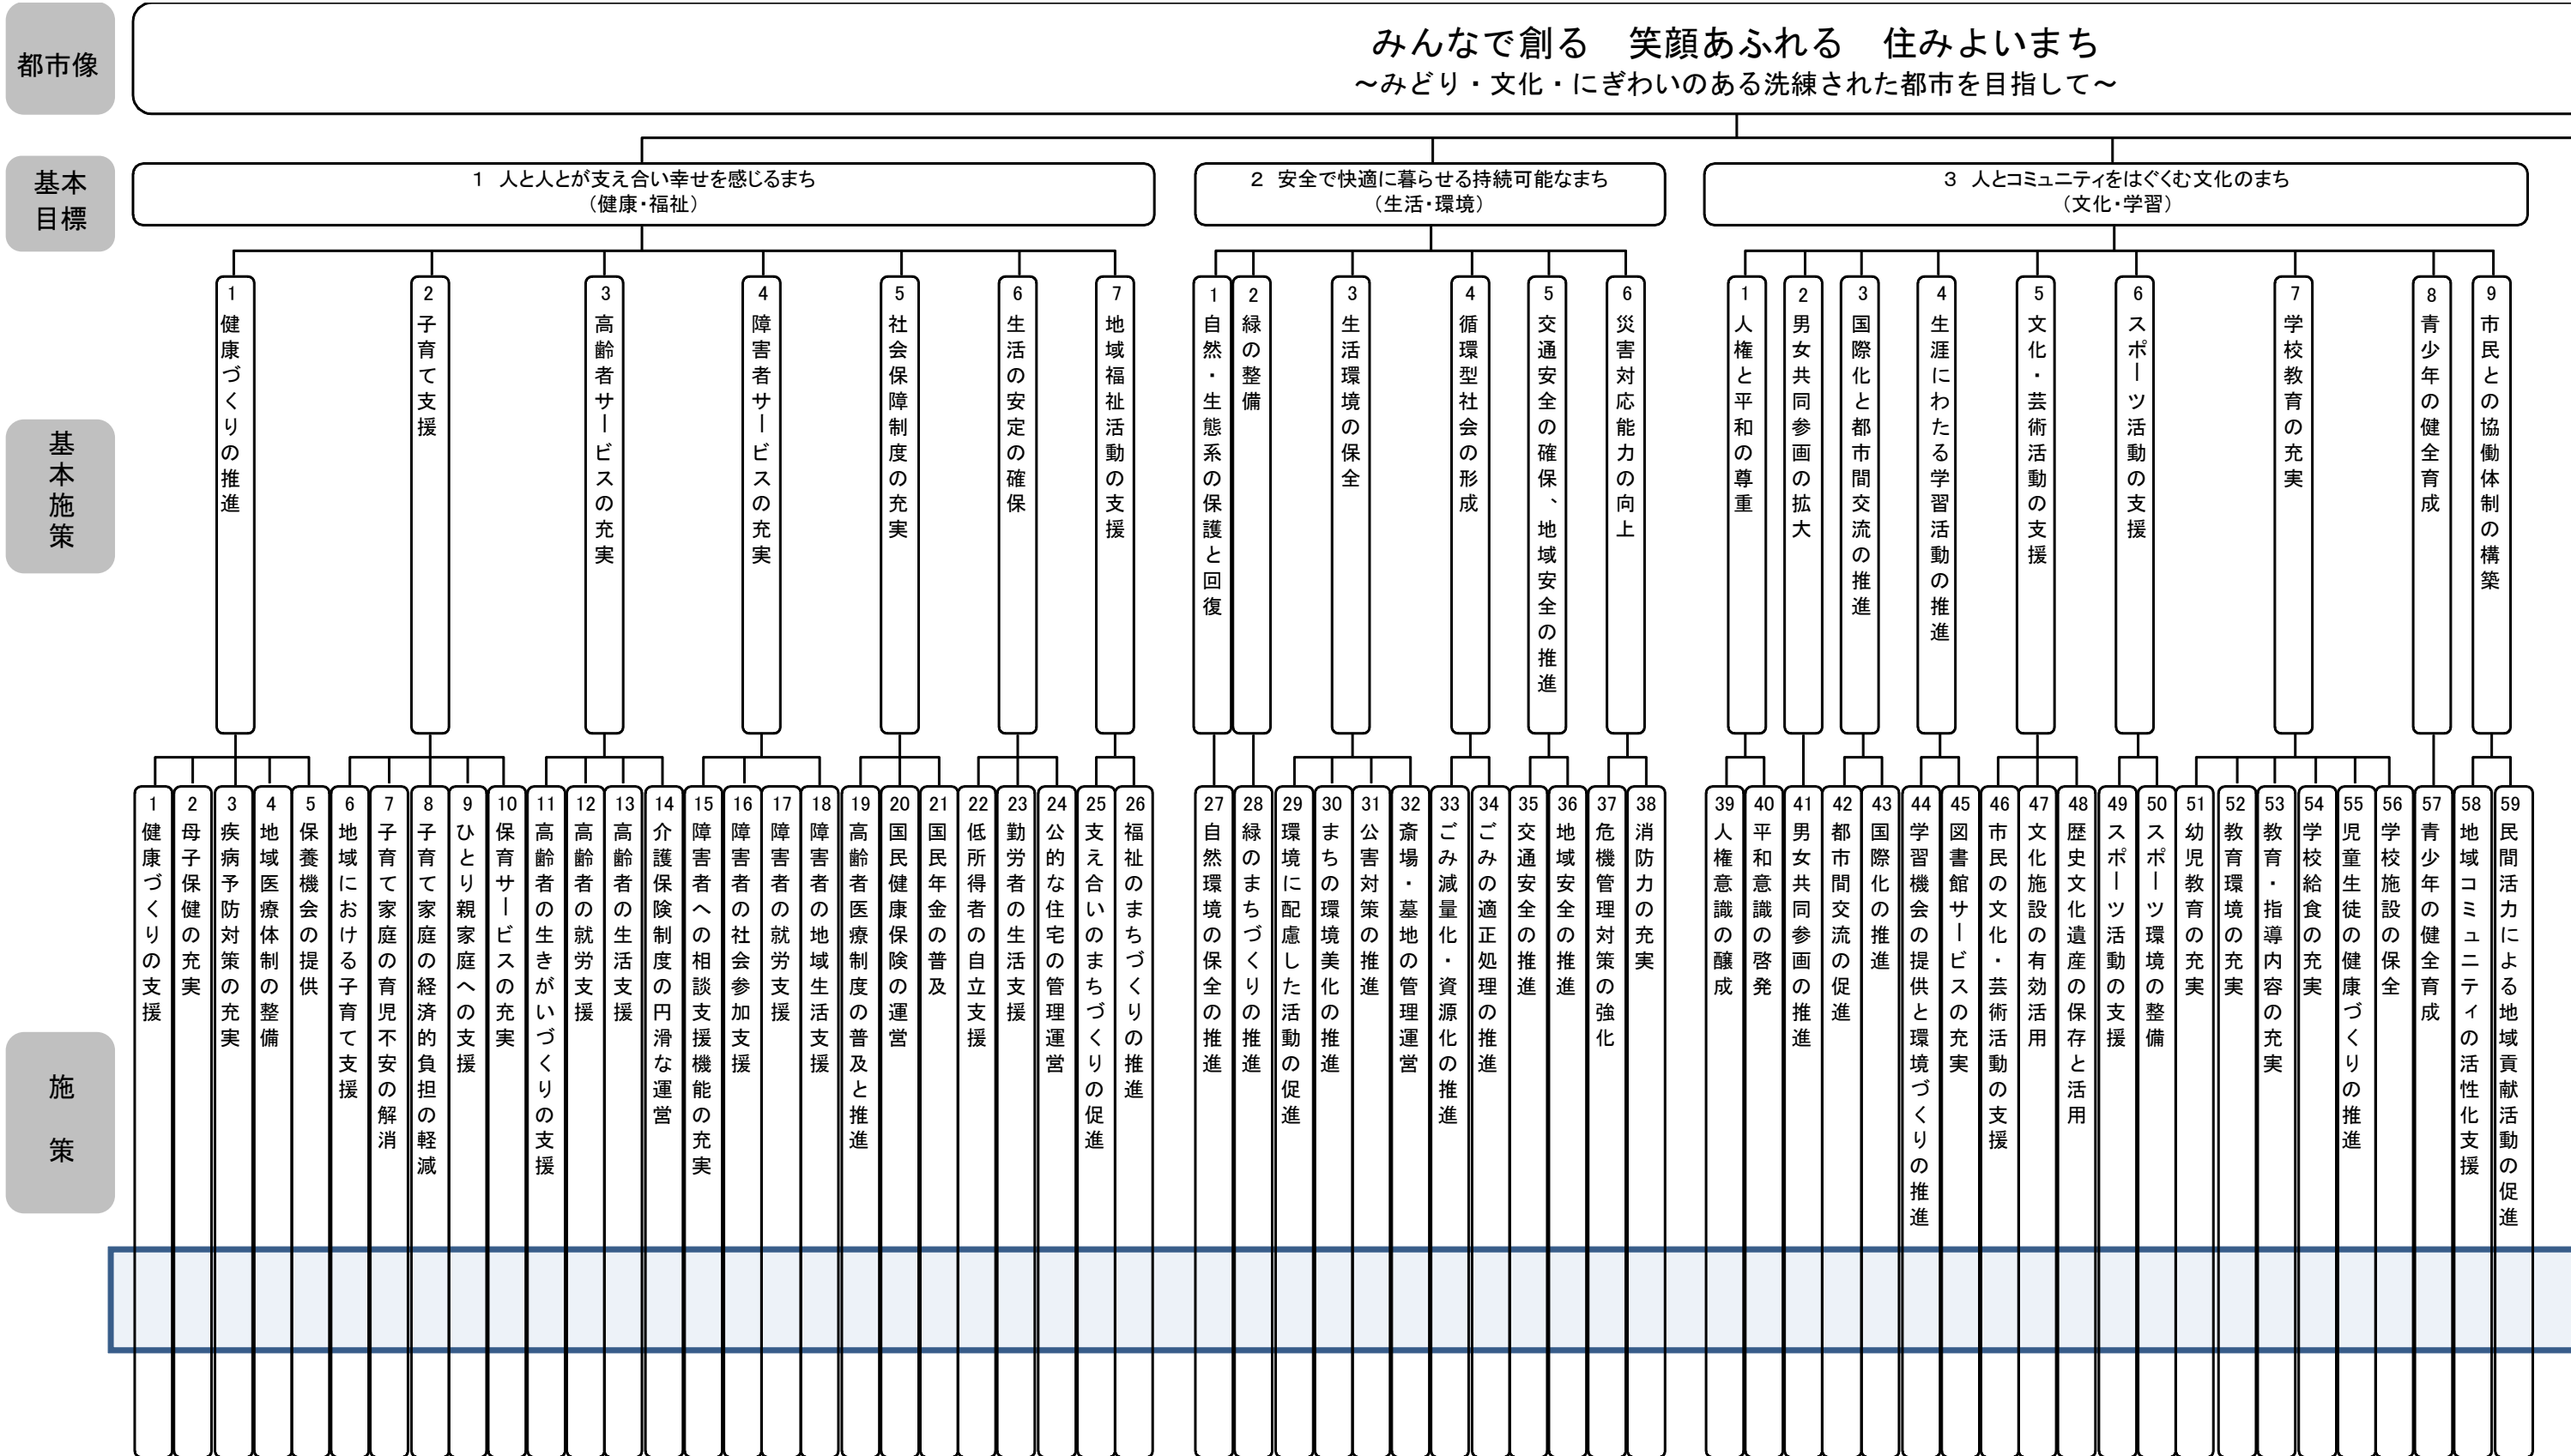 都市像
みんなで創る　笑顔あふれる　住みよいまち
～みどり・文化・にぎわいのある洗練された都市を目指して～
基本
目標
1 人と人とが支え合い幸せを感じるまち
(健康・福祉)
2 安全で快適に暮らせる持続可能なまち
(生活・環境)
3 人とコミュニティをはぐくむ文化のまち
(文化・学習)
基本施策
1 健康づくりの推進
2 子育て支援
3 高齢者サービスの充実
4 障害者サービスの充実
5 社会保障制度の充実
6 生活の安定の確保
7 地域福祉活動の支援
1 自然・生態系の保護と回復
2 緑の整備
3 生活環境の保全
4 循環型社会の形成
5 交通安全の確保、地域安全の推進
6 災害対応能力の向上
1 人権と平和の尊重
2 男女共同参画の拡大
3 国際化と都市間交流の推進
4 生涯にわたる学習活動の推進
5 文化・芸術活動の支援
6 スポーツ活動の支援
7 学校教育の充実
8 青少年の健全育成
9 市民との協働体制の構築
施策
1 健康づくりの支援
2 母子保健の充実
3 疾病予防対策の充実
4 地域医療体制の整備
5 保養機会の提供
6 地域における子育て支援
7 子育て家庭の育児不安の解消
8 子育て家庭の経済的負担の軽減
9 ひとり親家庭への支援
10 保育サービスの充実
11 高齢者の生きがいづくりの支援
12 高齢者の就労支援
13 高齢者の生活支援
14 介護保険制度の円滑な運営
15 障害者への相談支援機能の充実
16 障害者の社会参加支援
17 障害者の就労支援
18 障害者の地域生活支援
19 高齢者医療制度の普及と推進
20 国民健康保険の運営
21 国民年金の普及
22 低所得者の自立支援
23 勤労者の生活支援
24 公的な住宅の管理運営
25 支え合いのまちづくりの促進
26 福祉のまちづくりの推進
27 自然環境の保全の推進
28 緑のまちづくりの推進
29 環境に配慮した活動の促進
30 まちの環境美化の推進
31 公害対策の推進
32 斎場・墓地の管理運営
33 ごみ減量化・資源化の推進
34 ごみの適正処理の推進
35 交通安全の推進
36 地域安全の推進
37 危機管理対策の強化
38 消防力の充実
39 人権意識の醸成
40 平和意識の啓発
41 男女共同参画の推進
42 都市間交流の促進
43 国際化の推進
44 学習機会の提供と環境づくりの推進
45 図書館サービスの充実
46 市民の文化・芸術活動の支援
47 文化施設の有効活用
48 歴史文化遺産の保存と活用
49 スポーツ活動の支援
50 スポーツ環境の整備
51 幼児教育の充実
52 教育環境の充実
53 教育・指導内容の充実
54 学校給食の充実
55 児童生徒の健康づくりの推進
56 学校施設の保全
57 青少年の健全育成
58 地域コミュニティの活性化支援
59 民間活力による地域貢献活動の促進